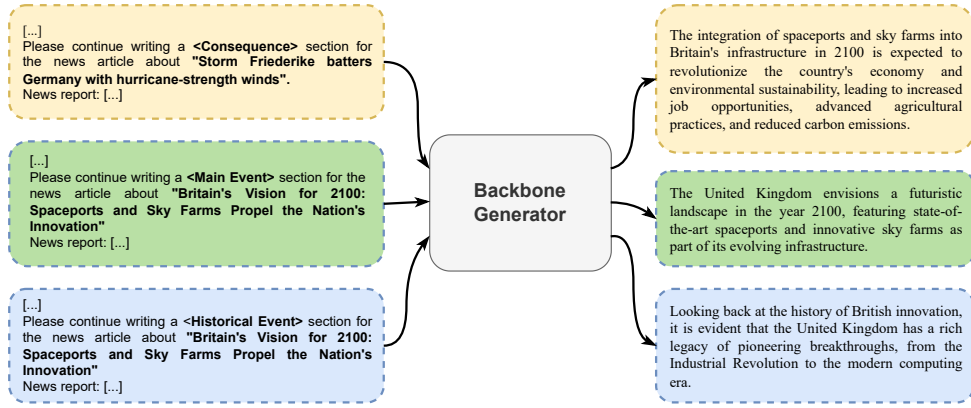 [...]
Please continue writing a <Consequence> section for
the news article about "Storm Friederike batters
Germany with hurricane-strength winds".
News report: [...]
[...]
Please continue writing a <Main Event> section for the
news article about "Britain's Vision for 2100:
Spaceports and Sky Farms Propel the Nation's
Innovation"
News report: [...]
[...]
Please continue writing a <Historical Event> section for
the news article about "Britain's Vision for 2100:
Spaceports and Sky Farms Propel the Nation's
Innovation"
News report: [...]
Backbone
Generator
The integration of spaceports and sky farms into
Britain's infrastructure in 2100 is expected to
revolutionize the country's economy and
environmental sustainability, leading to increased
job opportunities, advanced agricultural
practices, and reduced carbon emissions.
The United Kingdom envisions a futuristic
landscape in the year 2100, featuring state-of-
the-art spaceports and innovative sky farms as
part of its evolving infrastructure.
Looking back at the history of British innovation,
it is evident that the United Kingdom has a rich
legacy of pioneering breakthroughs, from the
Industrial Revolution to the modern computing
era.